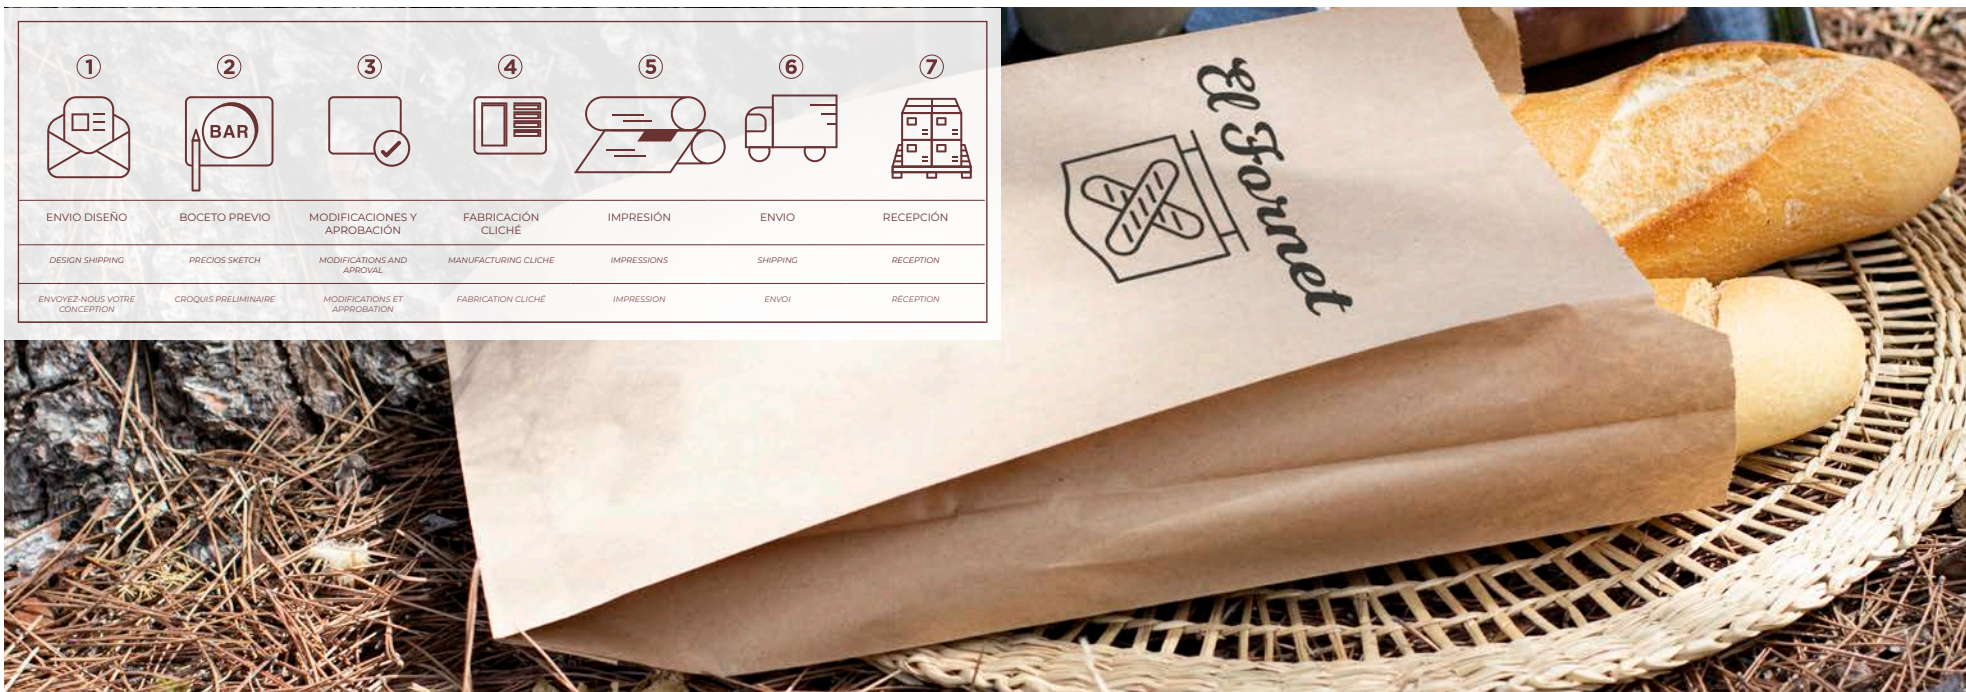 1 2 3 4 5 6 7
BAR
ENVIO DISEÑO
BOCETO PREVIO
MODIFICACIONES Y
APROBACIÓN
FABRICACIÓN
CLICHÉ
IMPRESIÓN
ENVIO
RECEPCIÓN
DESIGN SHIPPING
PRECIOS SKETCH
MODIFICATIONS AND
APROVAL
MANUFACTURING CLICHE
IMPRESSIONS
SHIPPING
RECEPTION
ENVOYEZ-NOUS VOTRE
CONCEPTION
CROQUIS PRELIMINAIRE
MODIFICATIONS ET
APPROBATION
FABRICATION CLICHÉ
IMPRESSION
ENVOI
RÉCEPTION
El Fornet